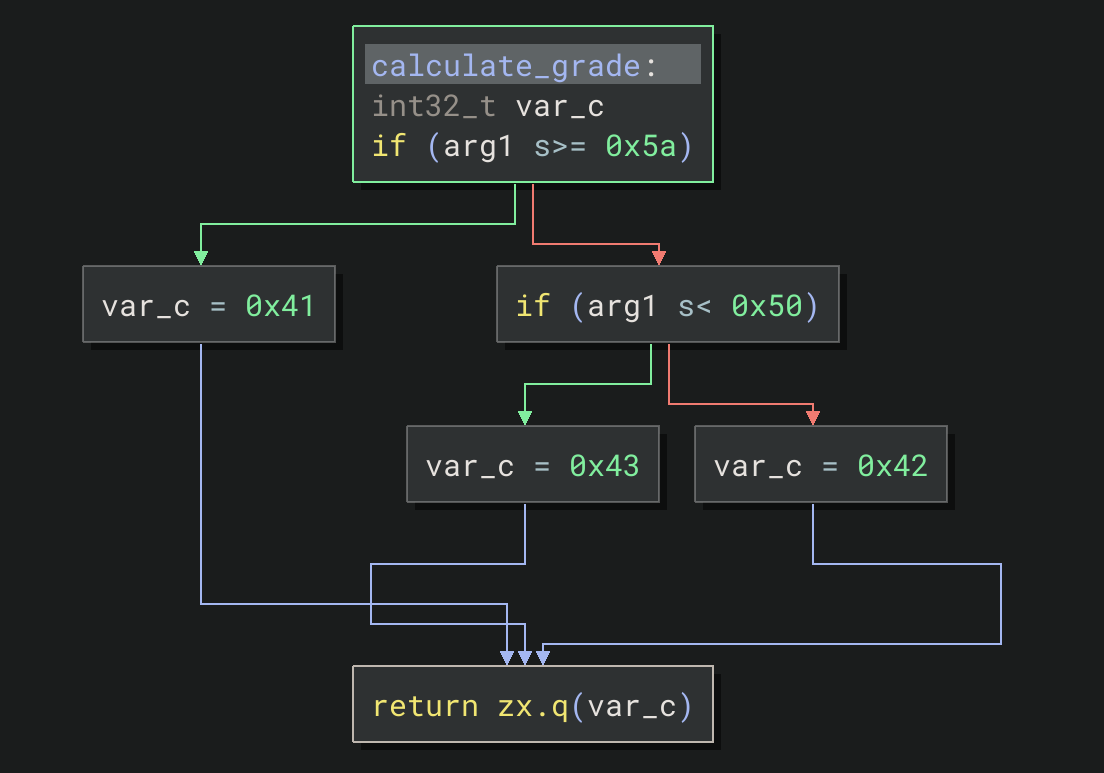 calculate_grade:
int32_t var_c
if (arg1 s>= 0x5a)
var_c = 0x41
if (arg1 s< 0x50)
var_c = 0x43
var_c = 0x42
return zx.q(var_c)